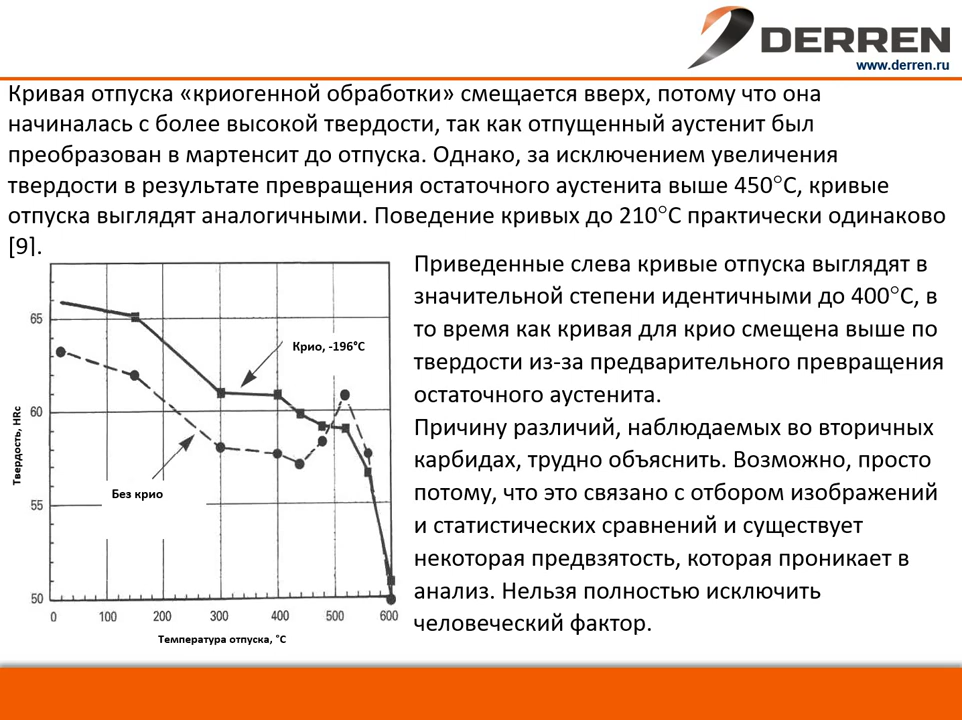 DERREN
www.derren.ru
Кривая отпуска «криогенной обработки» смещается вверх, потому что она
начиналась с более высокой твердости, так как отпущенный аустенит был
преобразован в мартенсит до отпуска. Однако, за исключением увеличения
твердости в результате превращения остаточного аустенита выше 450°С, кривые
отпуска выглядят аналогичными. Поведение кривых до 210°С практически одинаково
[9].
Приведенные слева кривые отпуска выглядят в
значительной степени идентичными до 400°С, в
то время как кривая для крио смещена выше по
твердости из-за предварительного превращения
остаточного аустенита.
Причину различий, наблюдаемых во вторичных
карбидах, трудно объяснить. Возможно, просто
потому, что это связано с отбором изображений
и статистических сравнений и существует
некоторая предвзятость, которая проникает в
анализ. Нельзя полностью исключить
человеческий фактор.
Твердость, HRc
65
60
55
50
Крио, -196°С
Без крио
0 100 200 300 400 500 600
Температура отпуска, °С